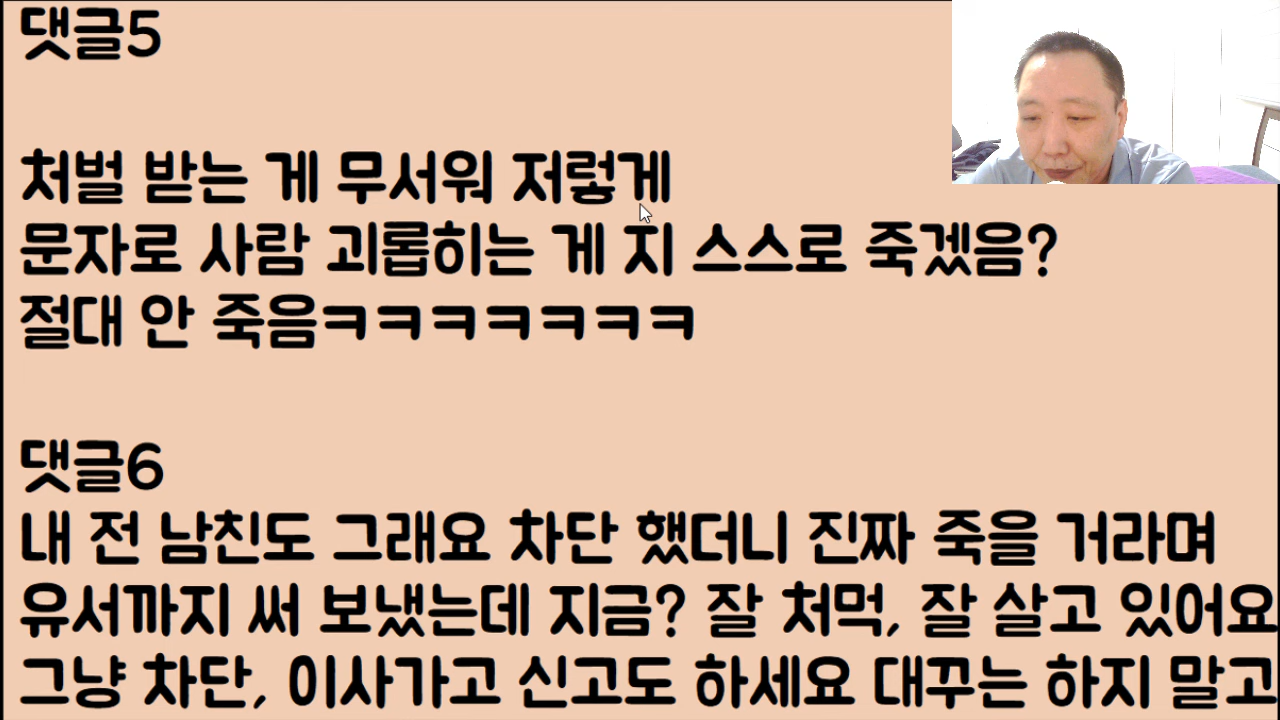 댓글5
처벌 받는 게 무서워 저렇게
문자로 사람 괴롭히는 게 지 스스로 죽겠음?
절대 안 죽음ㅋㅋㅋㅋㅋㅋㅋ
댓글6
내 전 남친도 그래요 차단 했더니 진짜 죽을 거라며
유서까지 써 보냈는데 지금? 잘 처먹, 잘 살고 있어요
그냥 차단, 이사가고 신고도 하세요 대꾸는 하지 말고